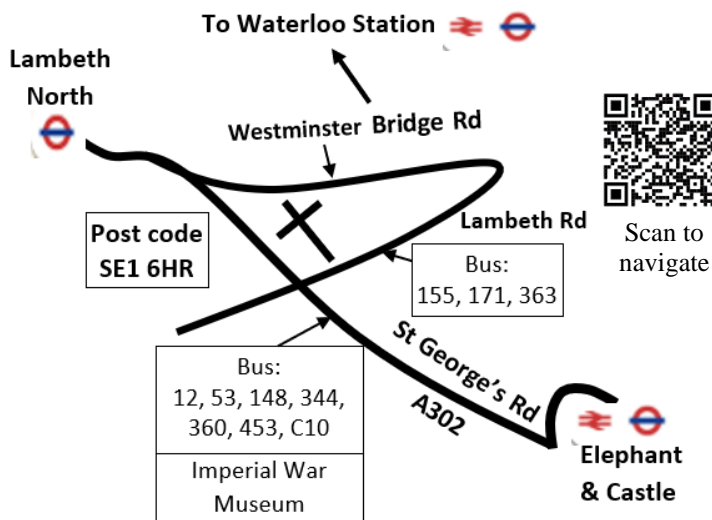 To Waterloo Station
Lambeth
North
Westminster Bridge Rd
Post code
SE1 6HR
Lambeth Rd
Scan to
navigate
Bus:
155, 171, 363
Bus:
12, 53, 148, 344,
360, 453, C10
Imperial War
Museum
St George’s Rd
A302
Elephant
& Castle